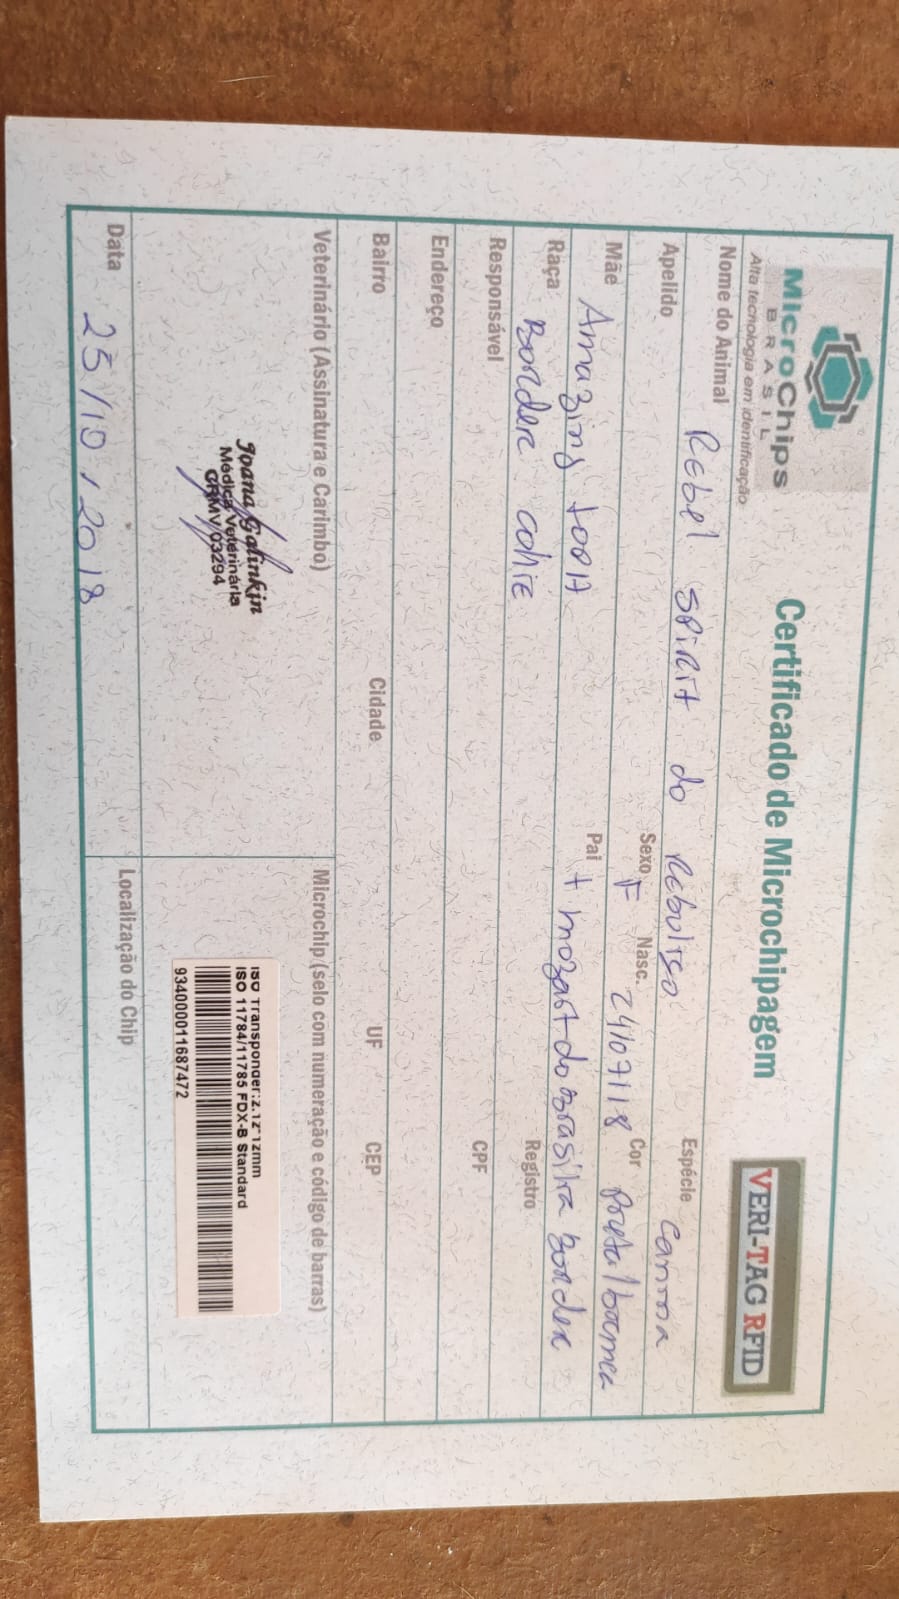 MicroChips
BRASIL
Alta tecnologia em identificação
Certificado de Microchipagem
VERI-TAG RFID
Nome do Animal Rebel Spirit do Rebuliço Espécie Canina
Apelido Sexo F Nasc. 24/07/18 Cor Preta/branca
Mãe Amazing Pai + Mozart do Brasilha Border
Raça Border Collie Registro
Responsável CPF
Endereço
Bairro Cidade UF CEP
Veterinário (Assinatura e Carimbo) Microchip (selo com numeração e código de barras)
Joana Galinkin
Médica Veterinária
CRMV 03294
ISO Transponder:2.12*12mm
ISO 11784/11785 FDX-B Standard
934000011687472
Data 25/10/2018 Localização do Chip